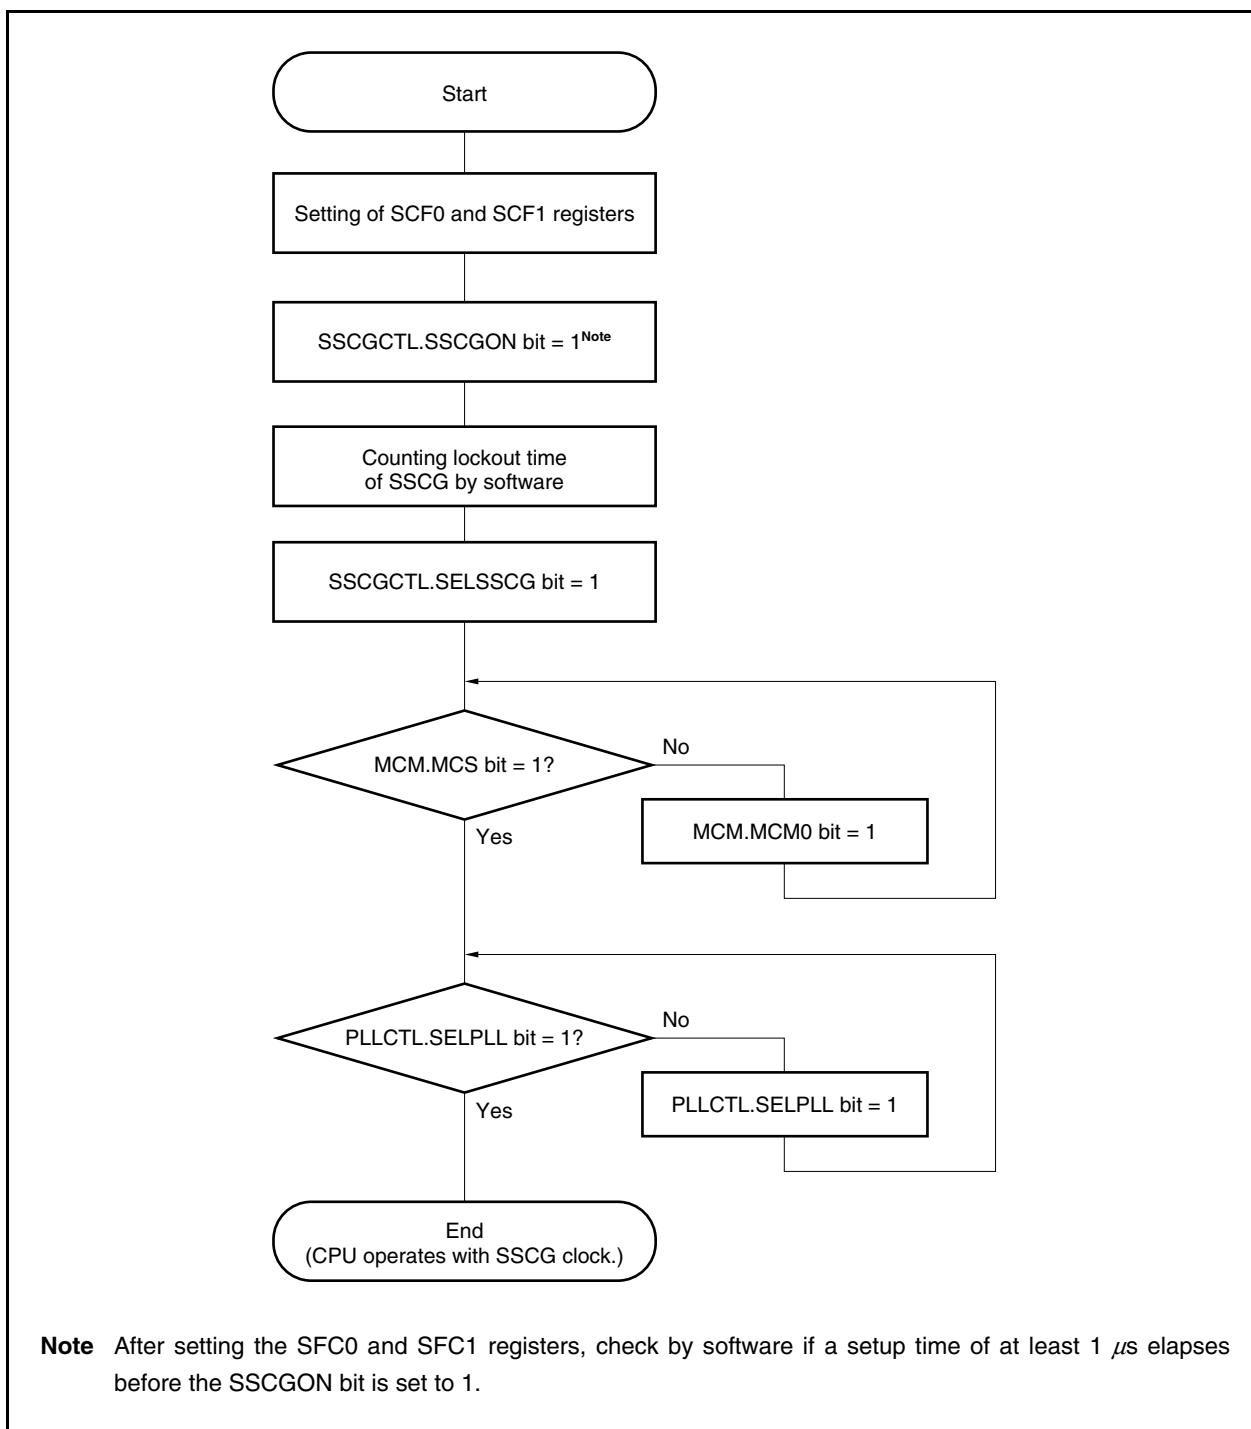 Start
Setting of SCF0 and SCF1 registers
SSCGCTL.SSCGON bit = 1Note
Counting lockout time
of SSCG by software
SSCGCTL.SELSSCG bit = 1
MCM.MCS bit = 1?
No
MCM.MCM0 bit = 1
Yes
PLLCTL.SELPLL bit = 1?
No
PLLCTL.SELPLL bit = 1
Yes
End
(CPU operates with SSCG clock.)
Note After setting the SFC0 and SFC1 registers, check by software if a setup time of at least 1 μs elapses
before the SSCGON bit is set to 1.